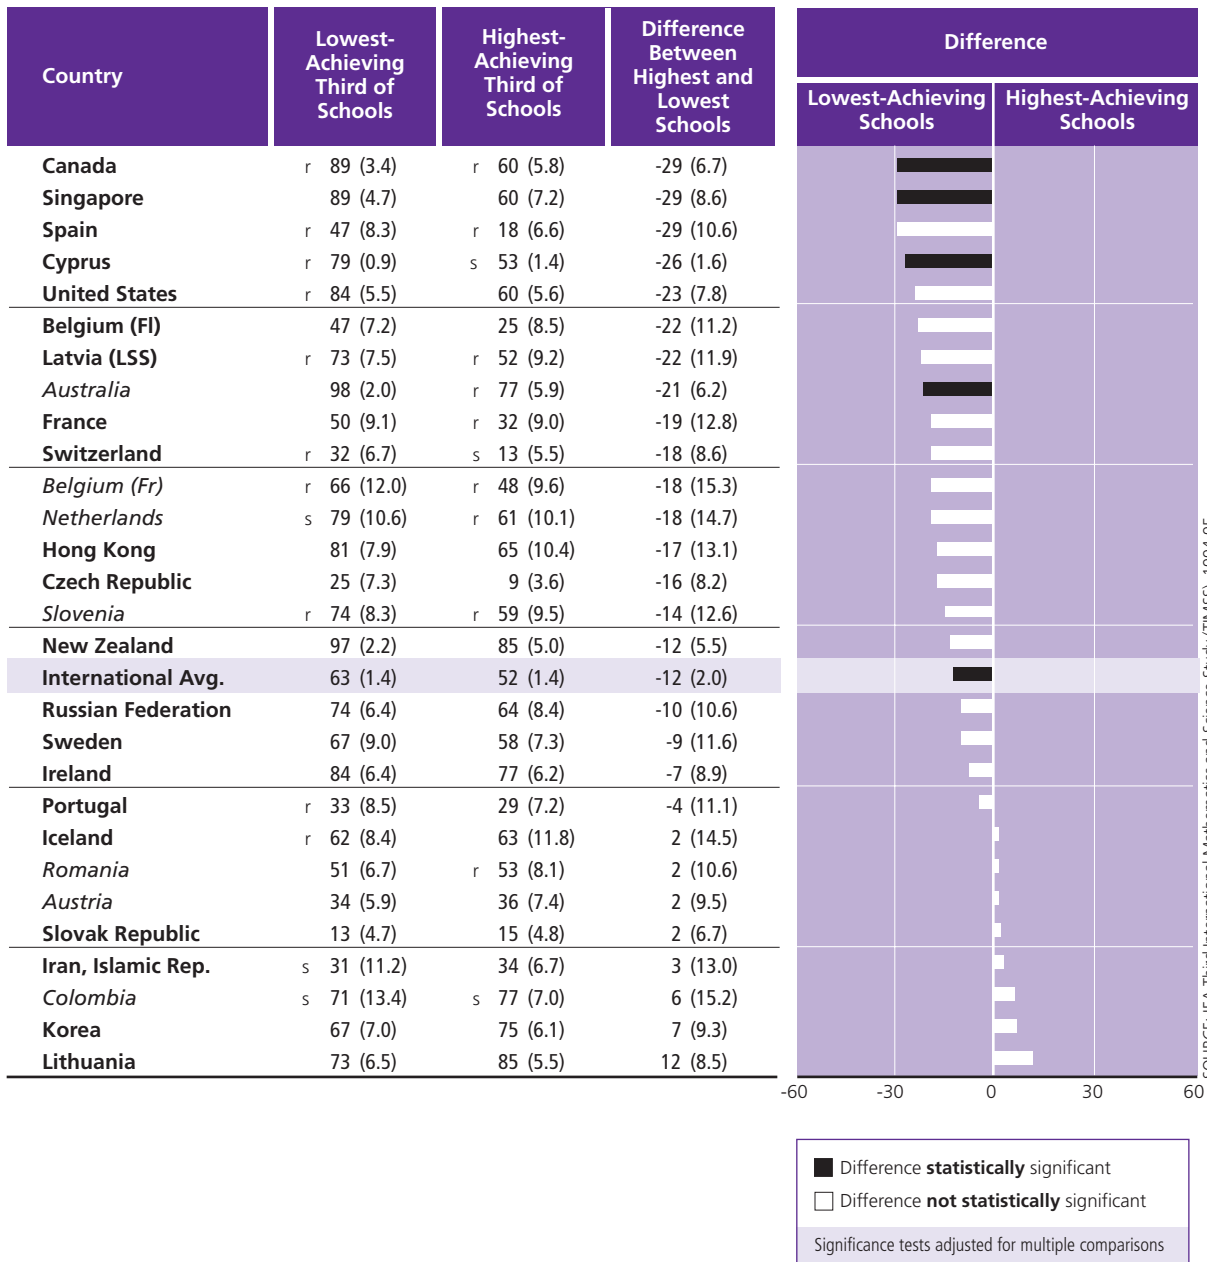 Country
Lowest-
Achieving
Third of
Schools
Highest-
Achieving
Third of
Schools
Difference
Between
Highest and
Lowest
Schools
Difference
Lowest-Achieving
Schools
Highest-Achieving
Schools
Canada r 89 (3.4) r 60 (5.8) -29 (6.7)
Singapore 89 (4.7) 60 (7.2) -29 (8.6)
Spain r 47 (8.3) r 18 (6.6) -29 (10.6)
Cyprus r 79 (0.9) s 53 (1.4) -26 (1.6)
United States r 84 (5.5) 60 (5.6) -23 (7.8)
Belgium (Fl) 47 (7.2) 25 (8.5) -22 (11.2)
Latvia (LSS) r 73 (7.5) r 52 (9.2) -22 (11.9)
Australia 98 (2.0) r 77 (5.9) -21 (6.2)
France 50 (9.1) r 32 (9.0) -19 (12.8)
Switzerland r 32 (6.7) s 13 (5.5) -18 (8.6)
Belgium (Fr) r 66 (12.0) r 48 (9.6) -18 (15.3)
Netherlands s 79 (10.6) r 61 (10.1) -18 (14.7)
Hong Kong 81 (7.9) 65 (10.4) -17 (13.1)
Czech Republic 25 (7.3) 9 (3.6) -16 (8.2)
Slovenia r 74 (8.3) r 59 (9.5) -14 (12.6)
New Zealand 97 (2.2) 85 (5.0) -12 (5.5)
International Avg. 63 (1.4) 52 (1.4) -12 (2.0)
Russian Federation 74 (6.4) 64 (8.4) -10 (10.6)
Sweden 67 (9.0) 58 (7.3) -9 (11.6)
Ireland 84 (6.4) 77 (6.2) -7 (8.9)
Portugal r 33 (8.5) 29 (7.2) -4 (11.1)
Iceland r 62 (8.4) 63 (11.8) 2 (14.5)
Romania 51 (6.7) r 53 (8.1) 2 (10.6)
Austria 34 (5.9) 36 (7.4) 2 (9.5)
Slovak Republic 13 (4.7) 15 (4.8) 2 (6.7)
Iran, Islamic Rep. s 31 (11.2) 34 (6.7) 3 (13.0)
Colombia s 71 (13.4) s 77 (7.0) 6 (15.2)
Korea 67 (7.0) 75 (6.1) 7 (9.3)
Lithuania 73 (6.5) 85 (5.5) 12 (8.5)
-60 -30 0 30 60
Difference statistically significant
Difference not statistically significant
Significance tests adjusted for multiple comparisons
SOURCE: IEA Third International Mathematics and Science Study (TIMSS), 1994-95